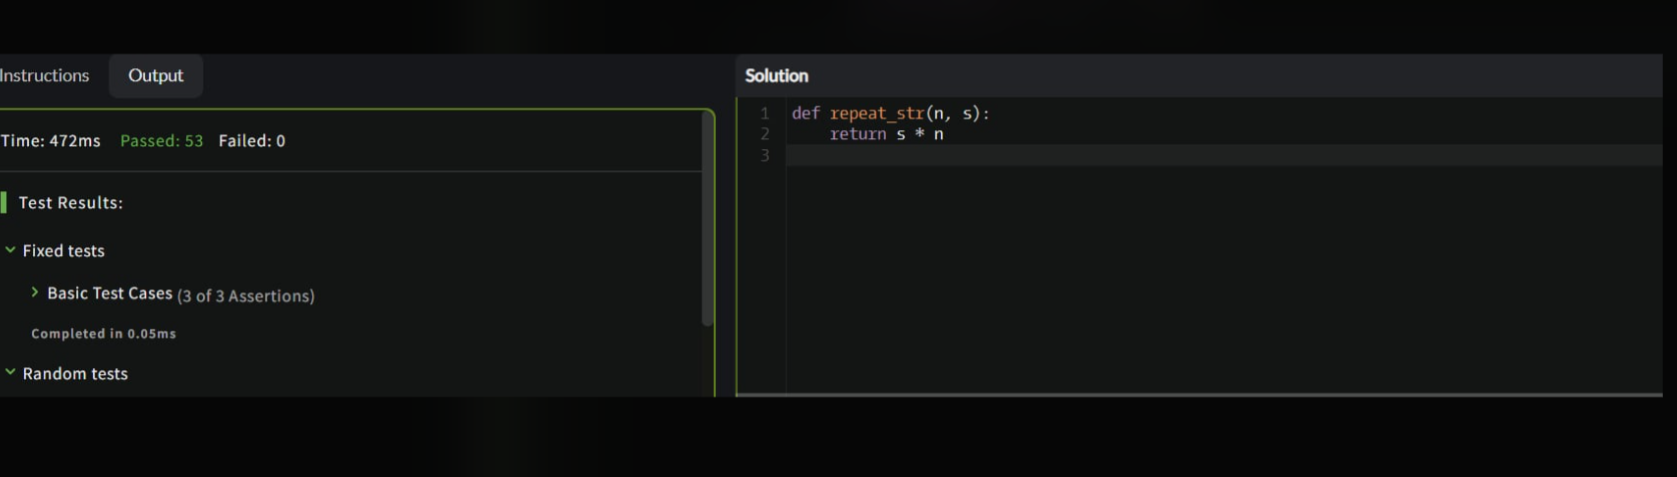 Instructions Output
Time: 472ms Passed: 53 Failed: 0
Test Results:
Fixed tests
Basic Test Cases (3 of 3 Assertions)
Completed in 0.05ms
Random tests
Solution
1 def repeat_str(n, s):
2     return s * n
3